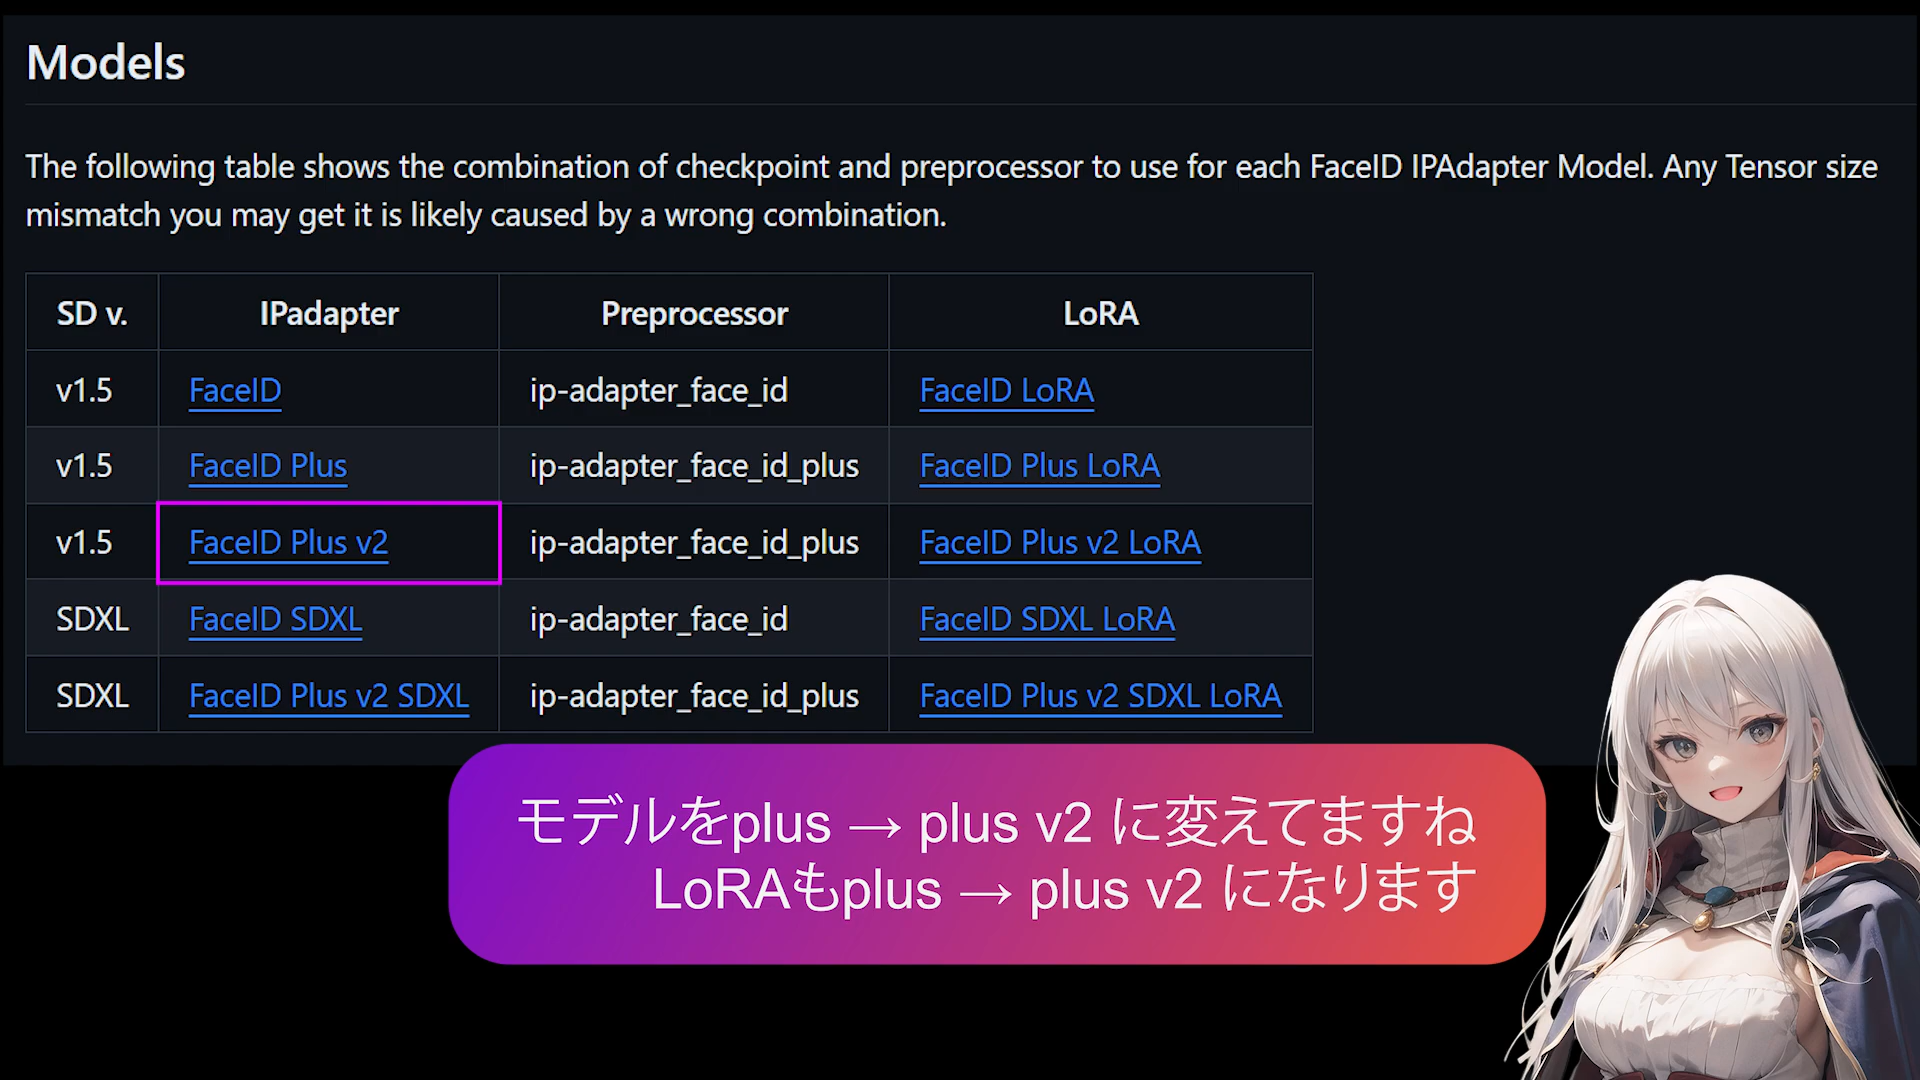 Models
The following table shows the combination of checkpoint and preprocessor to use for each FaceID IPAdapter Model. Any Tensor size
mismatch you may get it is likely caused by a wrong combination.
SD v. IPadapter Preprocessor LoRA
v1.5 FaceID ip-adapter_face_id FaceID LoRA
v1.5 FaceID Plus ip-adapter_face_id_plus FaceID Plus LoRA
v1.5 FaceID Plus v2 ip-adapter_face_id_plus FaceID Plus v2 LoRA
SDXL FaceID SDXL ip-adapter_face_id FaceID SDXL LoRA
SDXL FaceID Plus v2 SDXL ip-adapter_face_id_plus FaceID Plus v2 SDXL LoRA
モデルをplus → plus v2 に変えてますね
LoRAもplus → plus v2 になります